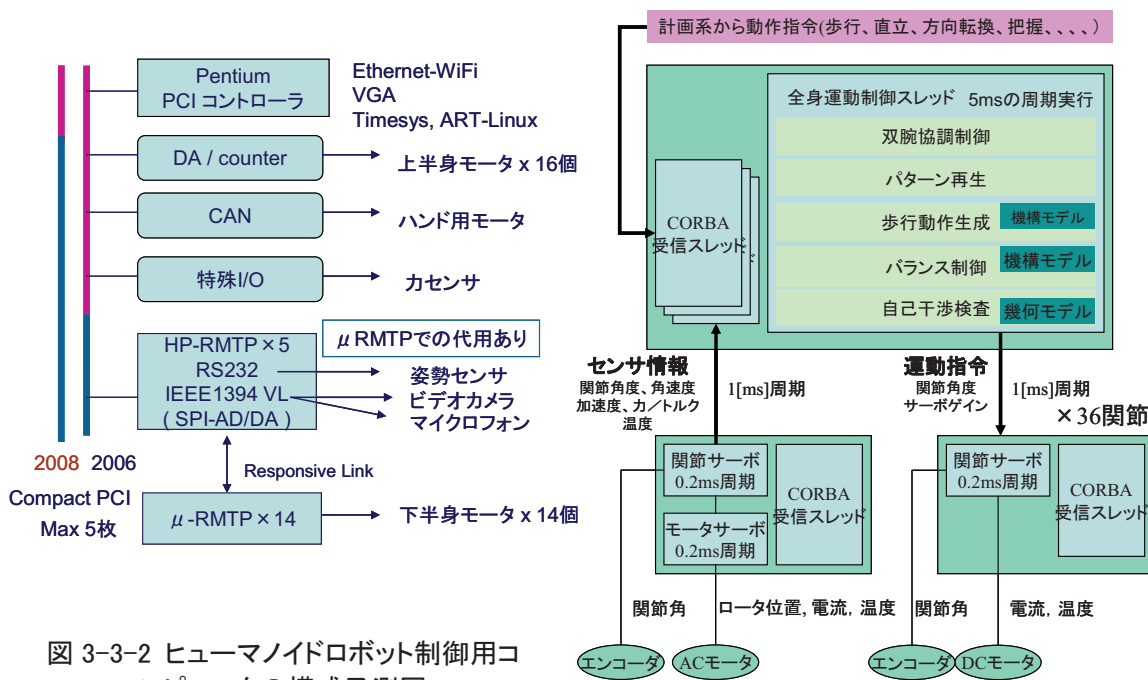 Pentium
PCI コントローラ
Ethernet-WiFi
VGA
Timesys, ART-Linux
DA / counter
上半身モータ x 16個
CAN
ハンド用モータ
特殊I/O
力センサ
μRMTPでの代用あり
HP-RMTP×5
RS232
IEEE1394 VL
( SPI-AD/DA )
姿勢センサ
ビデオカメラ
マイクロフォン
2008 2006
Responsive Link
Compact PCI
Max 5枚
μ-RMTP×14
下半身モータ x 14個
図 3-3-2 ヒューマノイドロボット制御用コ
計画系から動作指令(歩行、直立、方向転換、把握、、、、)
全身運動制御スレッド 5msの周期実行
双腕協調制御
パターン再生
歩行動作生成 機構モデル
バランス制御 機構モデル
自己干渉検査 幾何モデル
CORBA
受信スレッド
センサ情報
関節角度、角速度
加速度、力/トルク
温度
1[ms]周期
運動指令
関節角度
サーボゲイン
1[ms]周期
×36関節
関節サーボ
0.2ms周期
モータサーボ
0.2ms周期
CORBA
受信スレッド
関節サーボ
0.2ms周期
CORBA
受信スレッド
関節角
ロータ位置, 電流, 温度
関節角
電流, 温度
エンコーダ
ACモータ
エンコーダ
DCモータ